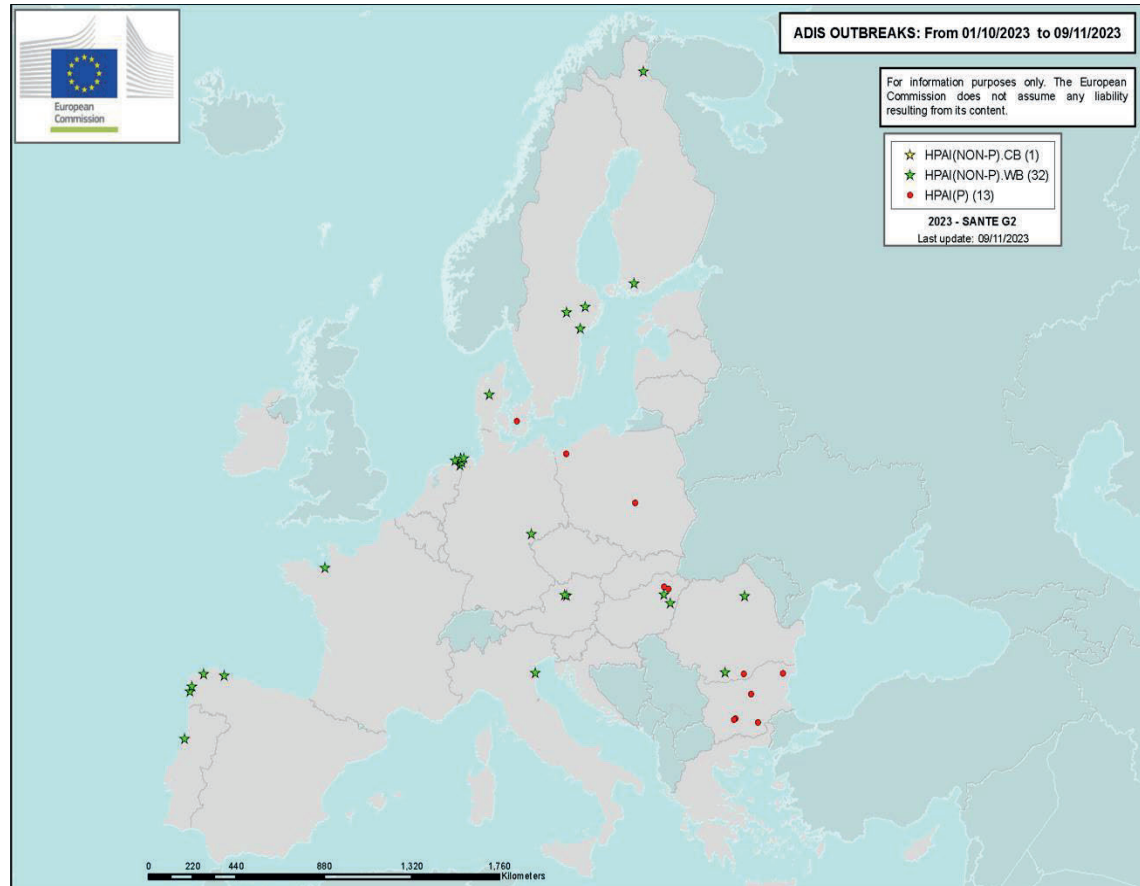 European
Commission
ADIS OUTBREAKS: From 01/10/2023 to 09/11/2023
For information purposes only. The European
Commission does not assume any liability
resulting from its content.
HPAI(NON-P).CB (1)
HPAI(NON-P).WB (32)
HPAI(P) (13)
2023 - SANTE G2
Last update: 09/11/2023
0 220 440 880 1,320 1,760
Kilometers